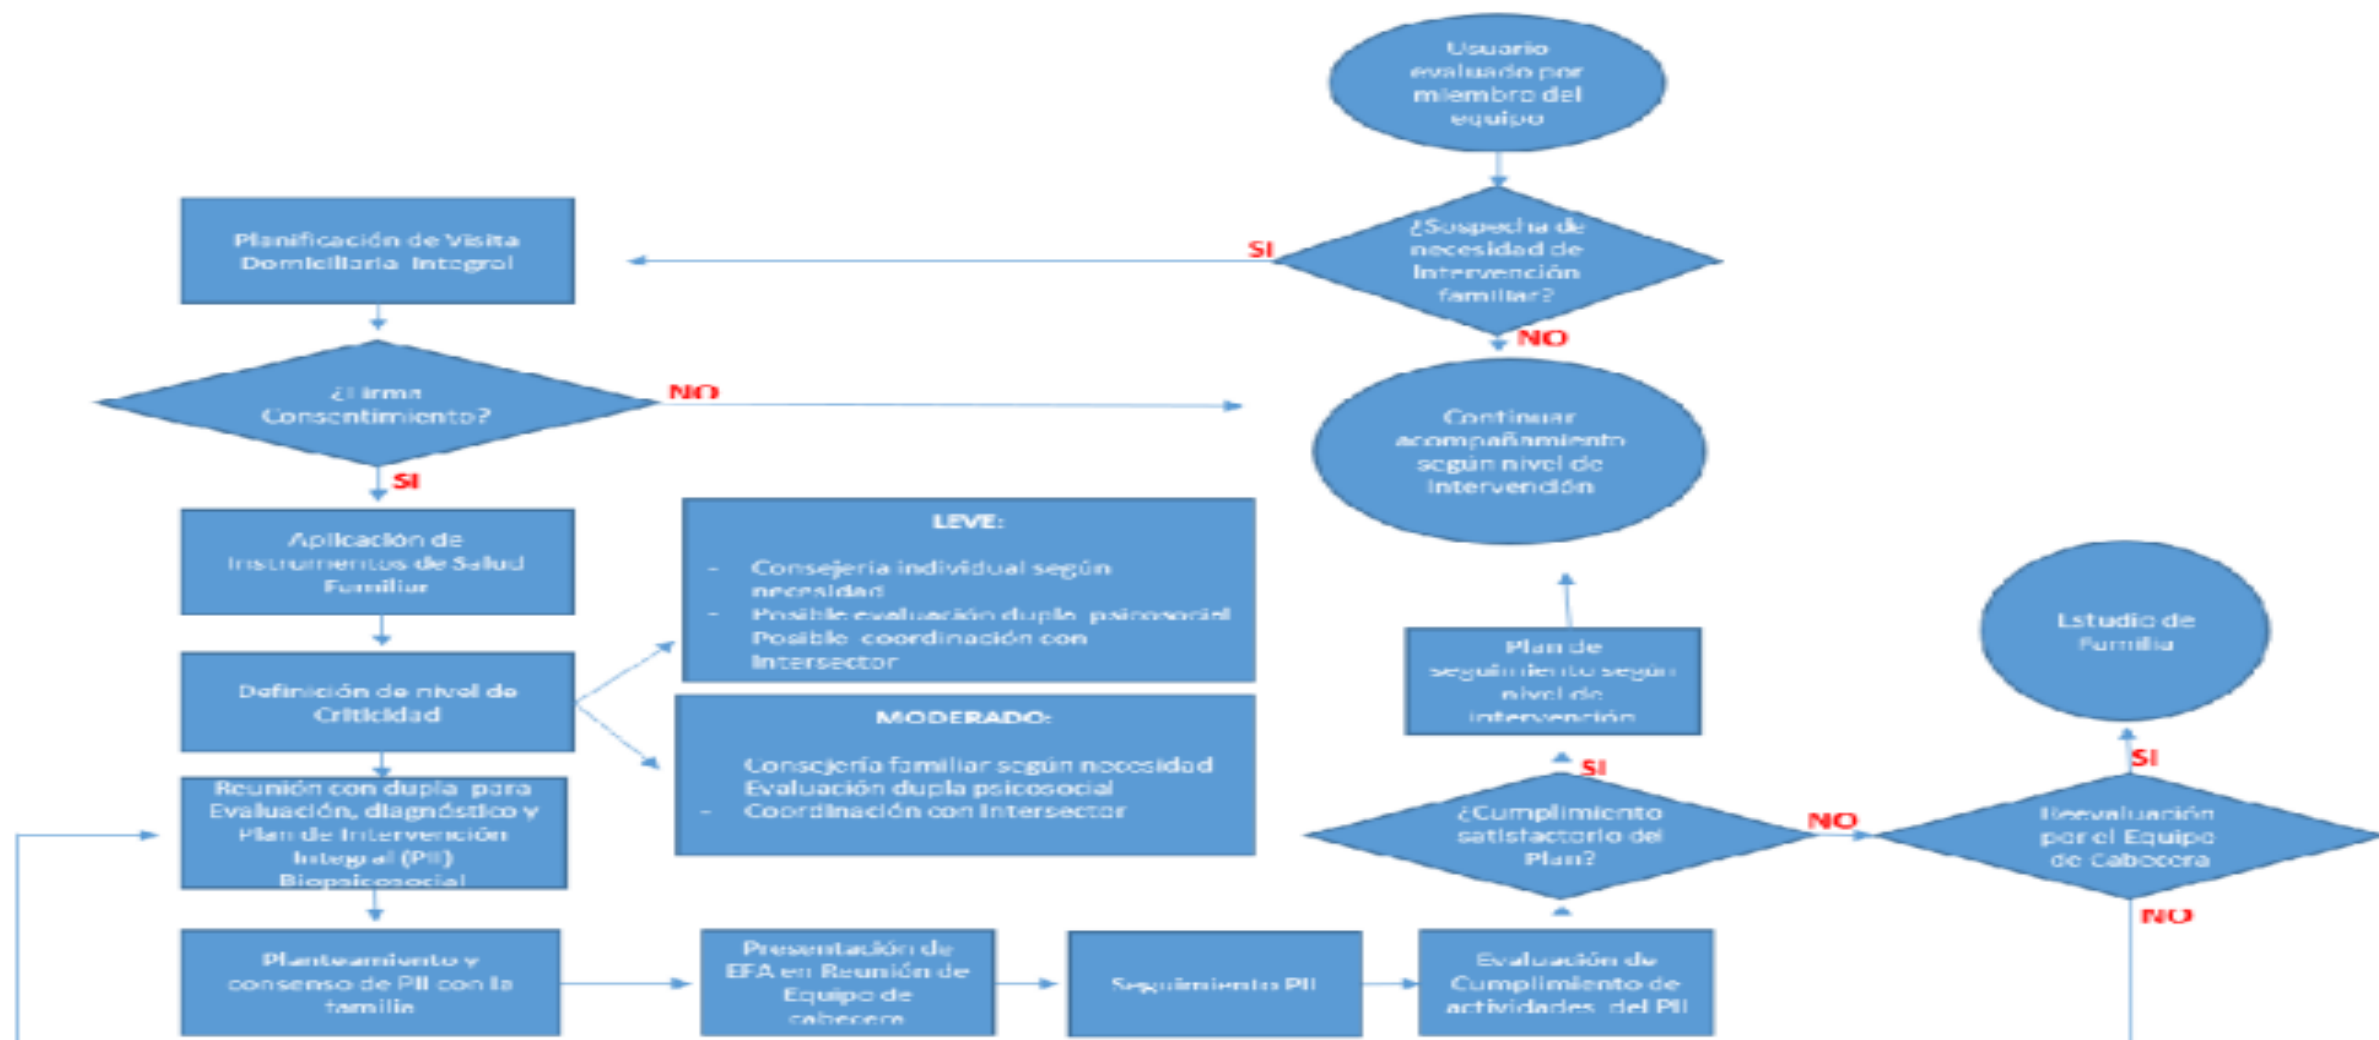 Usuario
evaluado por
miembro del
equipo
¿Sospecha de
necesidad de
Intervención
familiar?
SI
NO
Planificación de Visita
Domiciliaria Integral
¿Firma
Consentimiento?
NO
SI
Continuar
acompañamiento
según nivel de
Intervención
Aplicación de
Instrumentos de Salud
Familiar
LEVE:
- Consejería individual según
necesidad
- Posible evaluación dupla psicosocial
Posible coordinación con
Intersector
Definición de nivel de
Criticidad
MODERADO:
Consejería familiar según necesidad
Evaluación dupla psicosocial
- Coordinación con Intersector
Plan de
seguimiento según
nivel de
intervención
Estudio de
Familia
Reunión con dupla para
Evaluación, diagnóstico y
Plan de Intervención
Integral (PII)
Biopsicosocial
SI
¿Cumplimiento
satisfactorio del
Plan?
NO
SI
Reevaluación
por el Equipo
de Cabecera
NO
Planteamiento y
consenso de PII con la
familia
Presentación de
EFA en Reunión de
Equipo de
cabecera
Seguimiento PII
Evaluación de
Cumplimiento de
actividades del PII